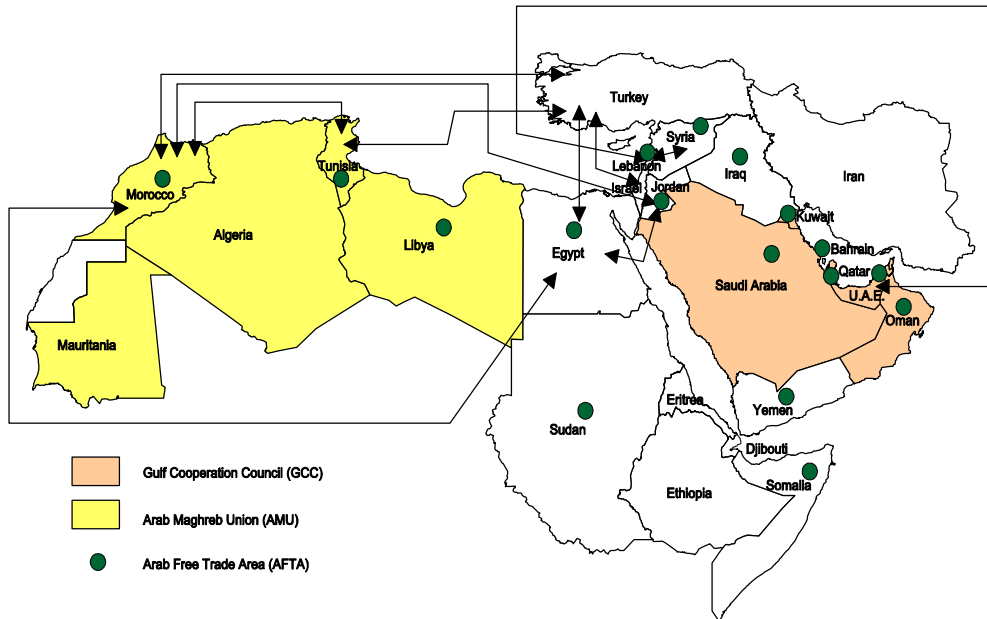 Turkey
Syria
Lebanon
Tunisia
Iraq
Iran
Israel
Jordan
Morocco
Kuwait
Algeria
Libya
Egypt
Bahrain
Qatar
Saudi Arabia
U.A.E.
Oman
Mauritania
Eritrea
Yemen
Sudan
Djibouti
Gulf Cooperation Council (GCC)
Somalia
Ethiopia
Arab Maghreb Union (AMU)
Arab Free Trade Area (AFTA)